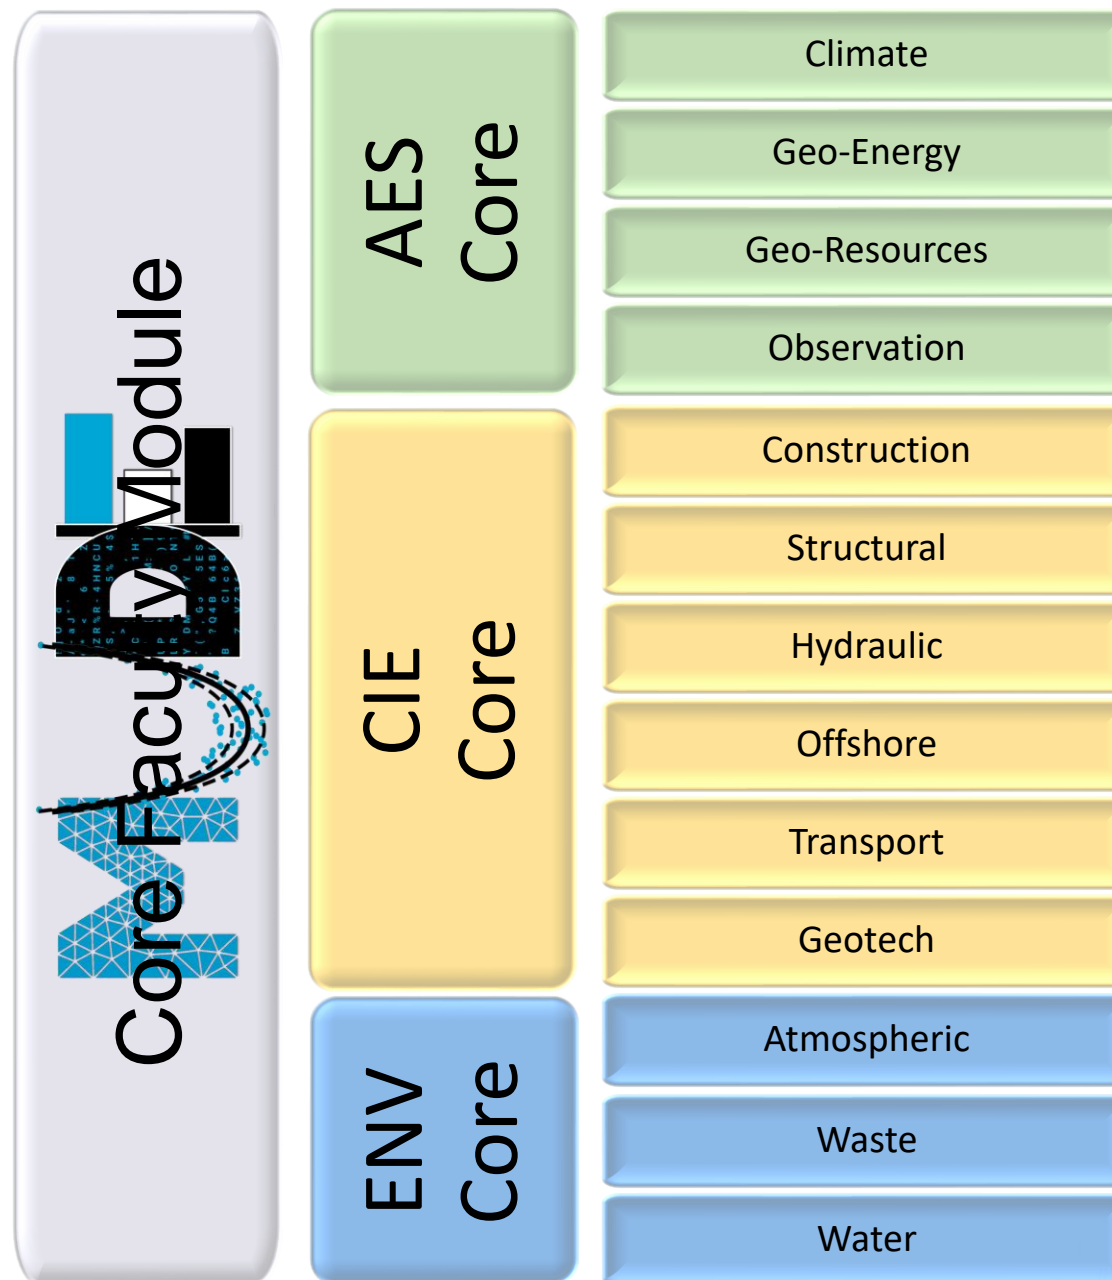 Core Faculty Module
MUDE
AES
Core
Climate
Geo-Energy
Geo-Resources
Observation
CIE
Core
Construction
Structural
Hydraulic
Offshore
Transport
Geotech
ENV
Core
Atmospheric
Waste
Water